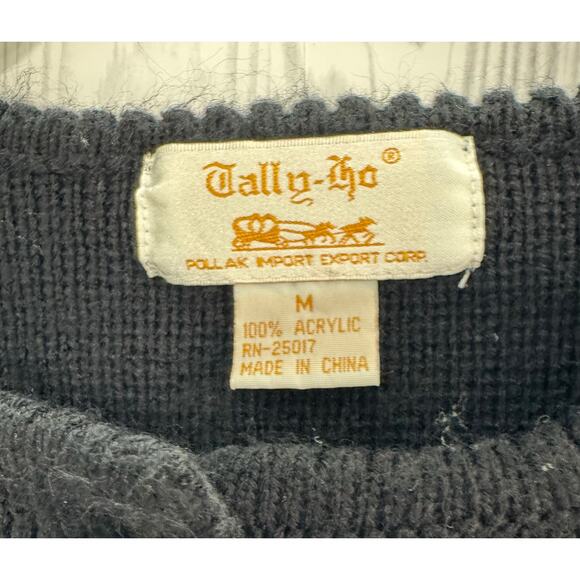 Tally-Ho ®
POLLAK IMPORT EXPORT CORP.
M
100% ACRYLIC
RN-25017
MADE IN CHINA